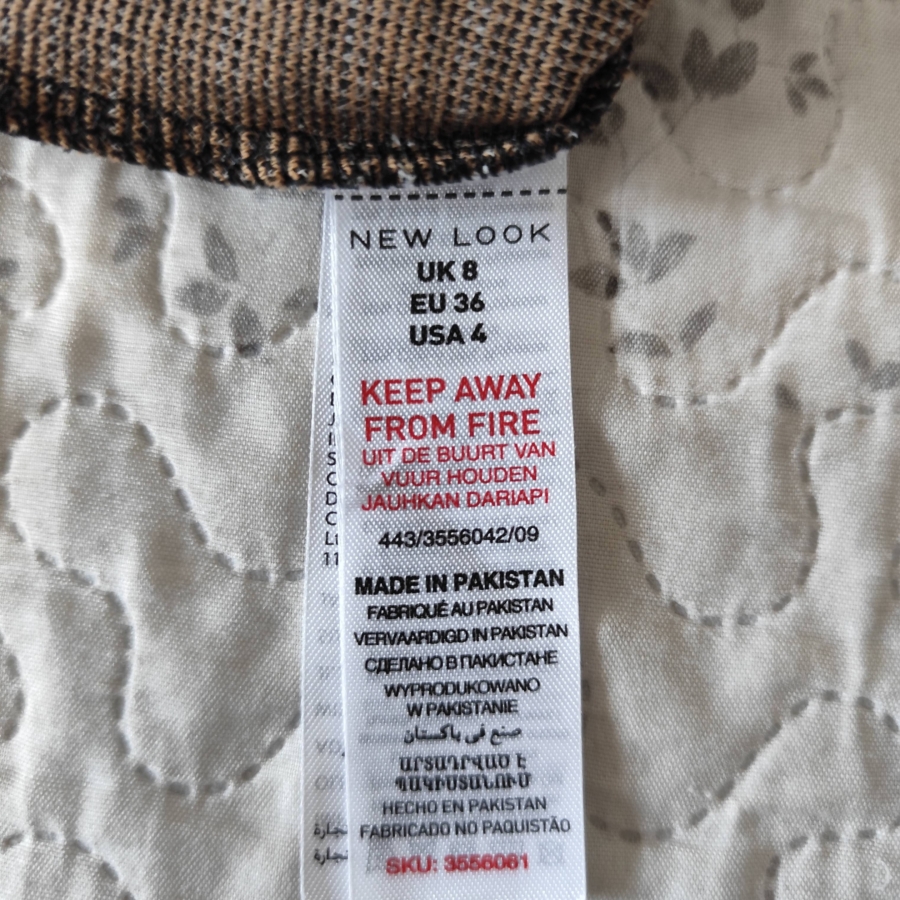 NEW LOOK
UK 8
EU 36
USA 4
KEEP AWAY
FROM FIRE
UIT DE BUURT VAN
VUUR HOUDEN
JAUHKAN DARIAPI
443/3556042/09
MADE IN PAKISTAN
FABRIQUÉ AU PAKISTAN
VERVAARDIGD IN PAKISTAN
СДЕЛАНО В ПАКИСТАНЕ
WYPRODUKOWANO
W PAKISTANIE
صنع في باكستان
ԱՐՏԱԴՐՎԱԾ Է
ՊԱԿԻՍՏԱՆՈՒՄ
HECHO EN PAKISTAN
FABRICADO NO PAQUISTÃO
SKU: 3556061